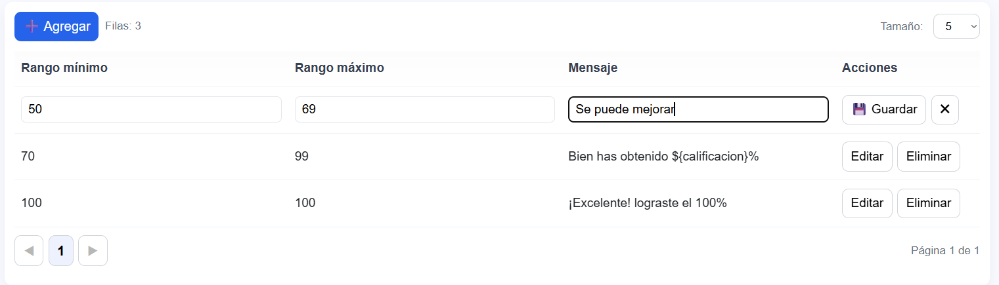 Agregar Filas: 3 Tamaño: 5
Rango mínimo Rango máximo Mensaje Acciones
50 69 Se puede mejorar Guardar ×
70 99 Bien has obtenido ${calificacion}% Editar Eliminar
100 100 ¡Excelente! lograste el 100% Editar Eliminar
1 Página 1 de 1